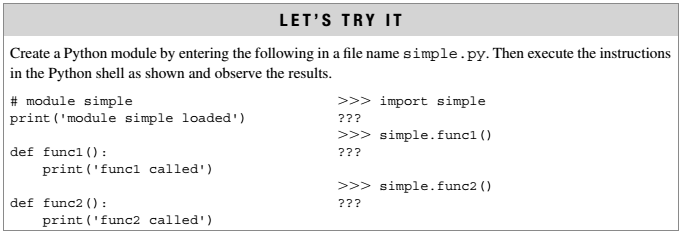 LET'S TRY IT
Create a Python module by entering the following in a file name simple.py. Then execute the instructions
in the Python shell as shown and observe the results.
# module simple
print('module simple loaded')
def func1():
    print('func1 called')
def func2():
    print('func2 called')
>>> import simple
???
>>> simple.func1()
???
>>> simple.func2()
???